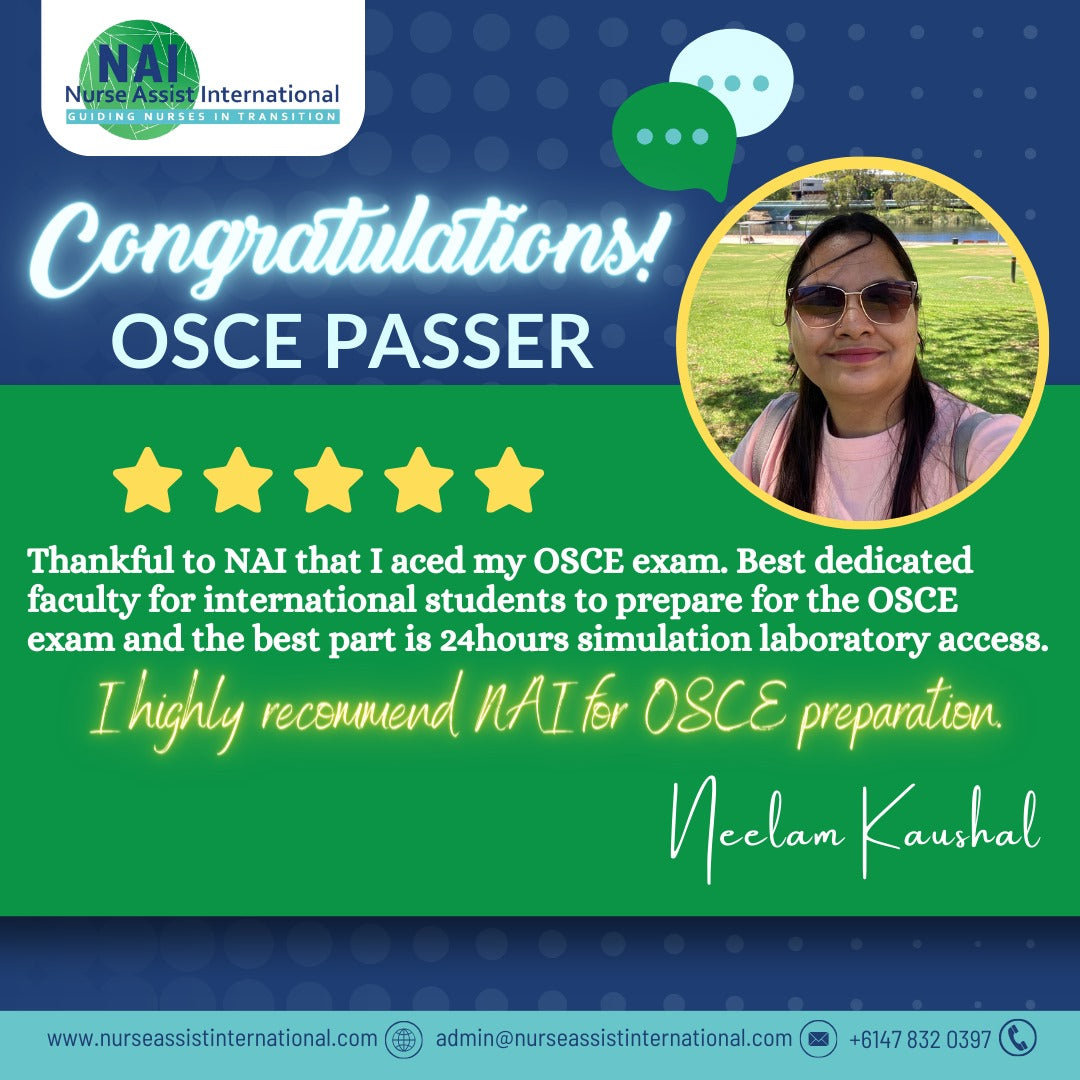 NAI
Nurse Assist International
GUIDING NURSES IN TRANSITION
Congratulations!
OSCE PASSER
Thankful to NAI that I aced my OSCE exam. Best dedicated
faculty for international students to prepare for the OSCE
exam and the best part is 24hours simulation laboratory access.
I highly recommend NAI for OSCE preparation.
Neelam Kaushal
www.nurseassistinternational.com admin@nurseassistinternational.com +6147 832 0397